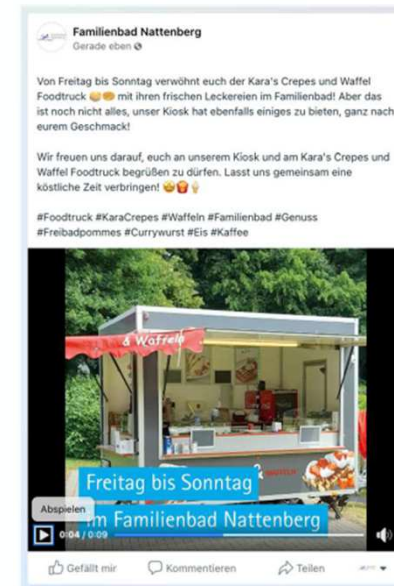 Familienbad Nattenberg
Gerade eben
Von Freitag bis Sonntag verwöhnt euch der Kara's Crepes und Waffel
Foodtruck 🥪🥯 mit ihren frischen Leckereien im Familienbad! Aber das
ist noch nicht alles, unser Kiosk hat ebenfalls einiges zu bieten, ganz nach
eurem Geschmack!
Wir freuen uns darauf, euch an unserem Kiosk und am Kara's Crepes und
Waffel Foodtruck begrüßen zu dürfen. Lasst uns gemeinsam eine
köstliche Zeit verbringen! 🤩🍟🍦
#Foodtruck #KaraCrepes #Waffeln #Familienbad #Genuss
#Freibadpommes #Currywurst #Eis #Kaffee
& Waffeln
& WAFFELN
Freitag bis Sonntag
Abspielen
im Familienbad Nattenberg
0:04 / 0:09
Gefällt mir
Kommentieren
Teilen